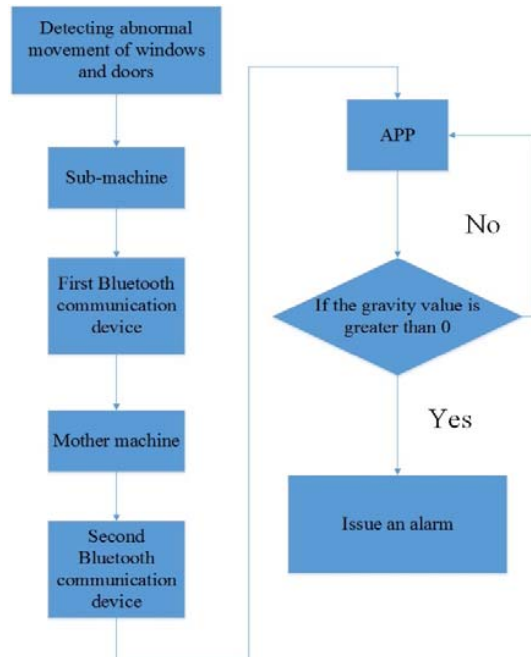 Detecting abnormal
movement of windows
and doors
Sub-machine
First Bluetooth
communication
device
Mother machine
Second
Bluetooth
communication
device
APP
No
If the gravity value is
greater than 0
Yes
Issue an alarm